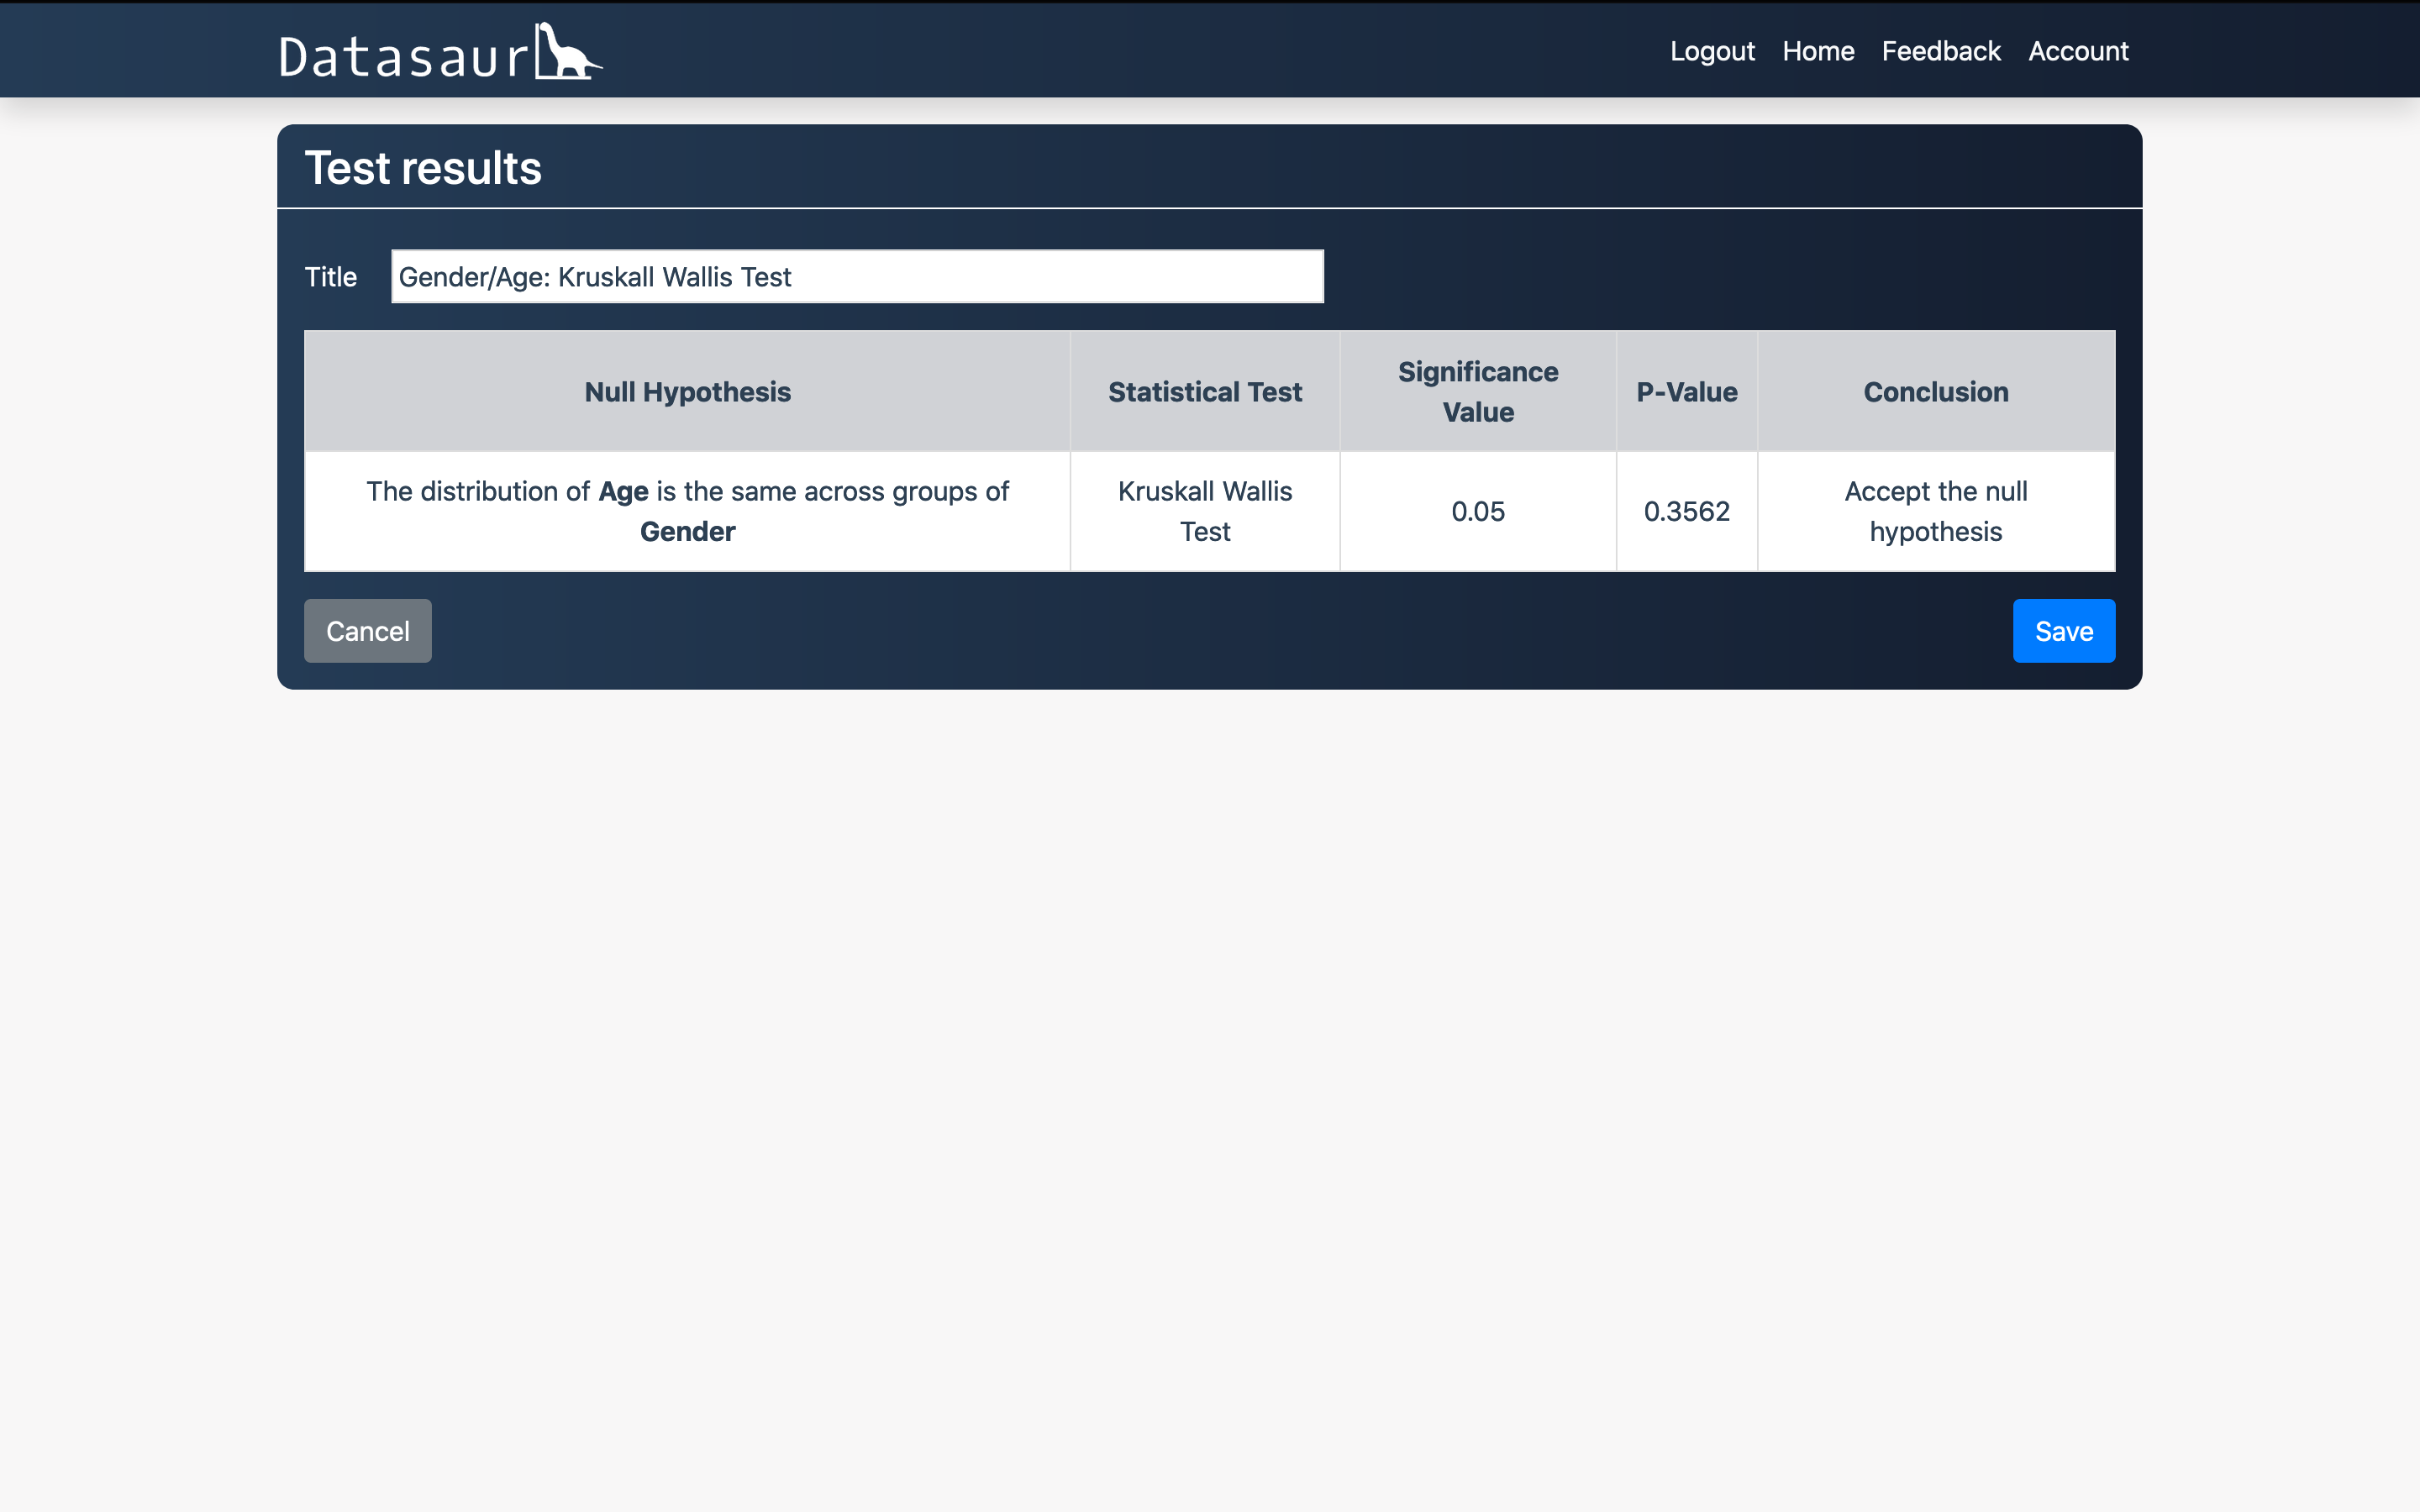 Datasaur
Logout Home Feedback Account
Test results
Title Gender/Age: Kruskall Wallis Test
Null Hypothesis Statistical Test Significance Value P-Value Conclusion
The distribution of Age is the same across groups of Gender Kruskall Wallis Test 0.05 0.3562 Accept the null hypothesis
Cancel Save